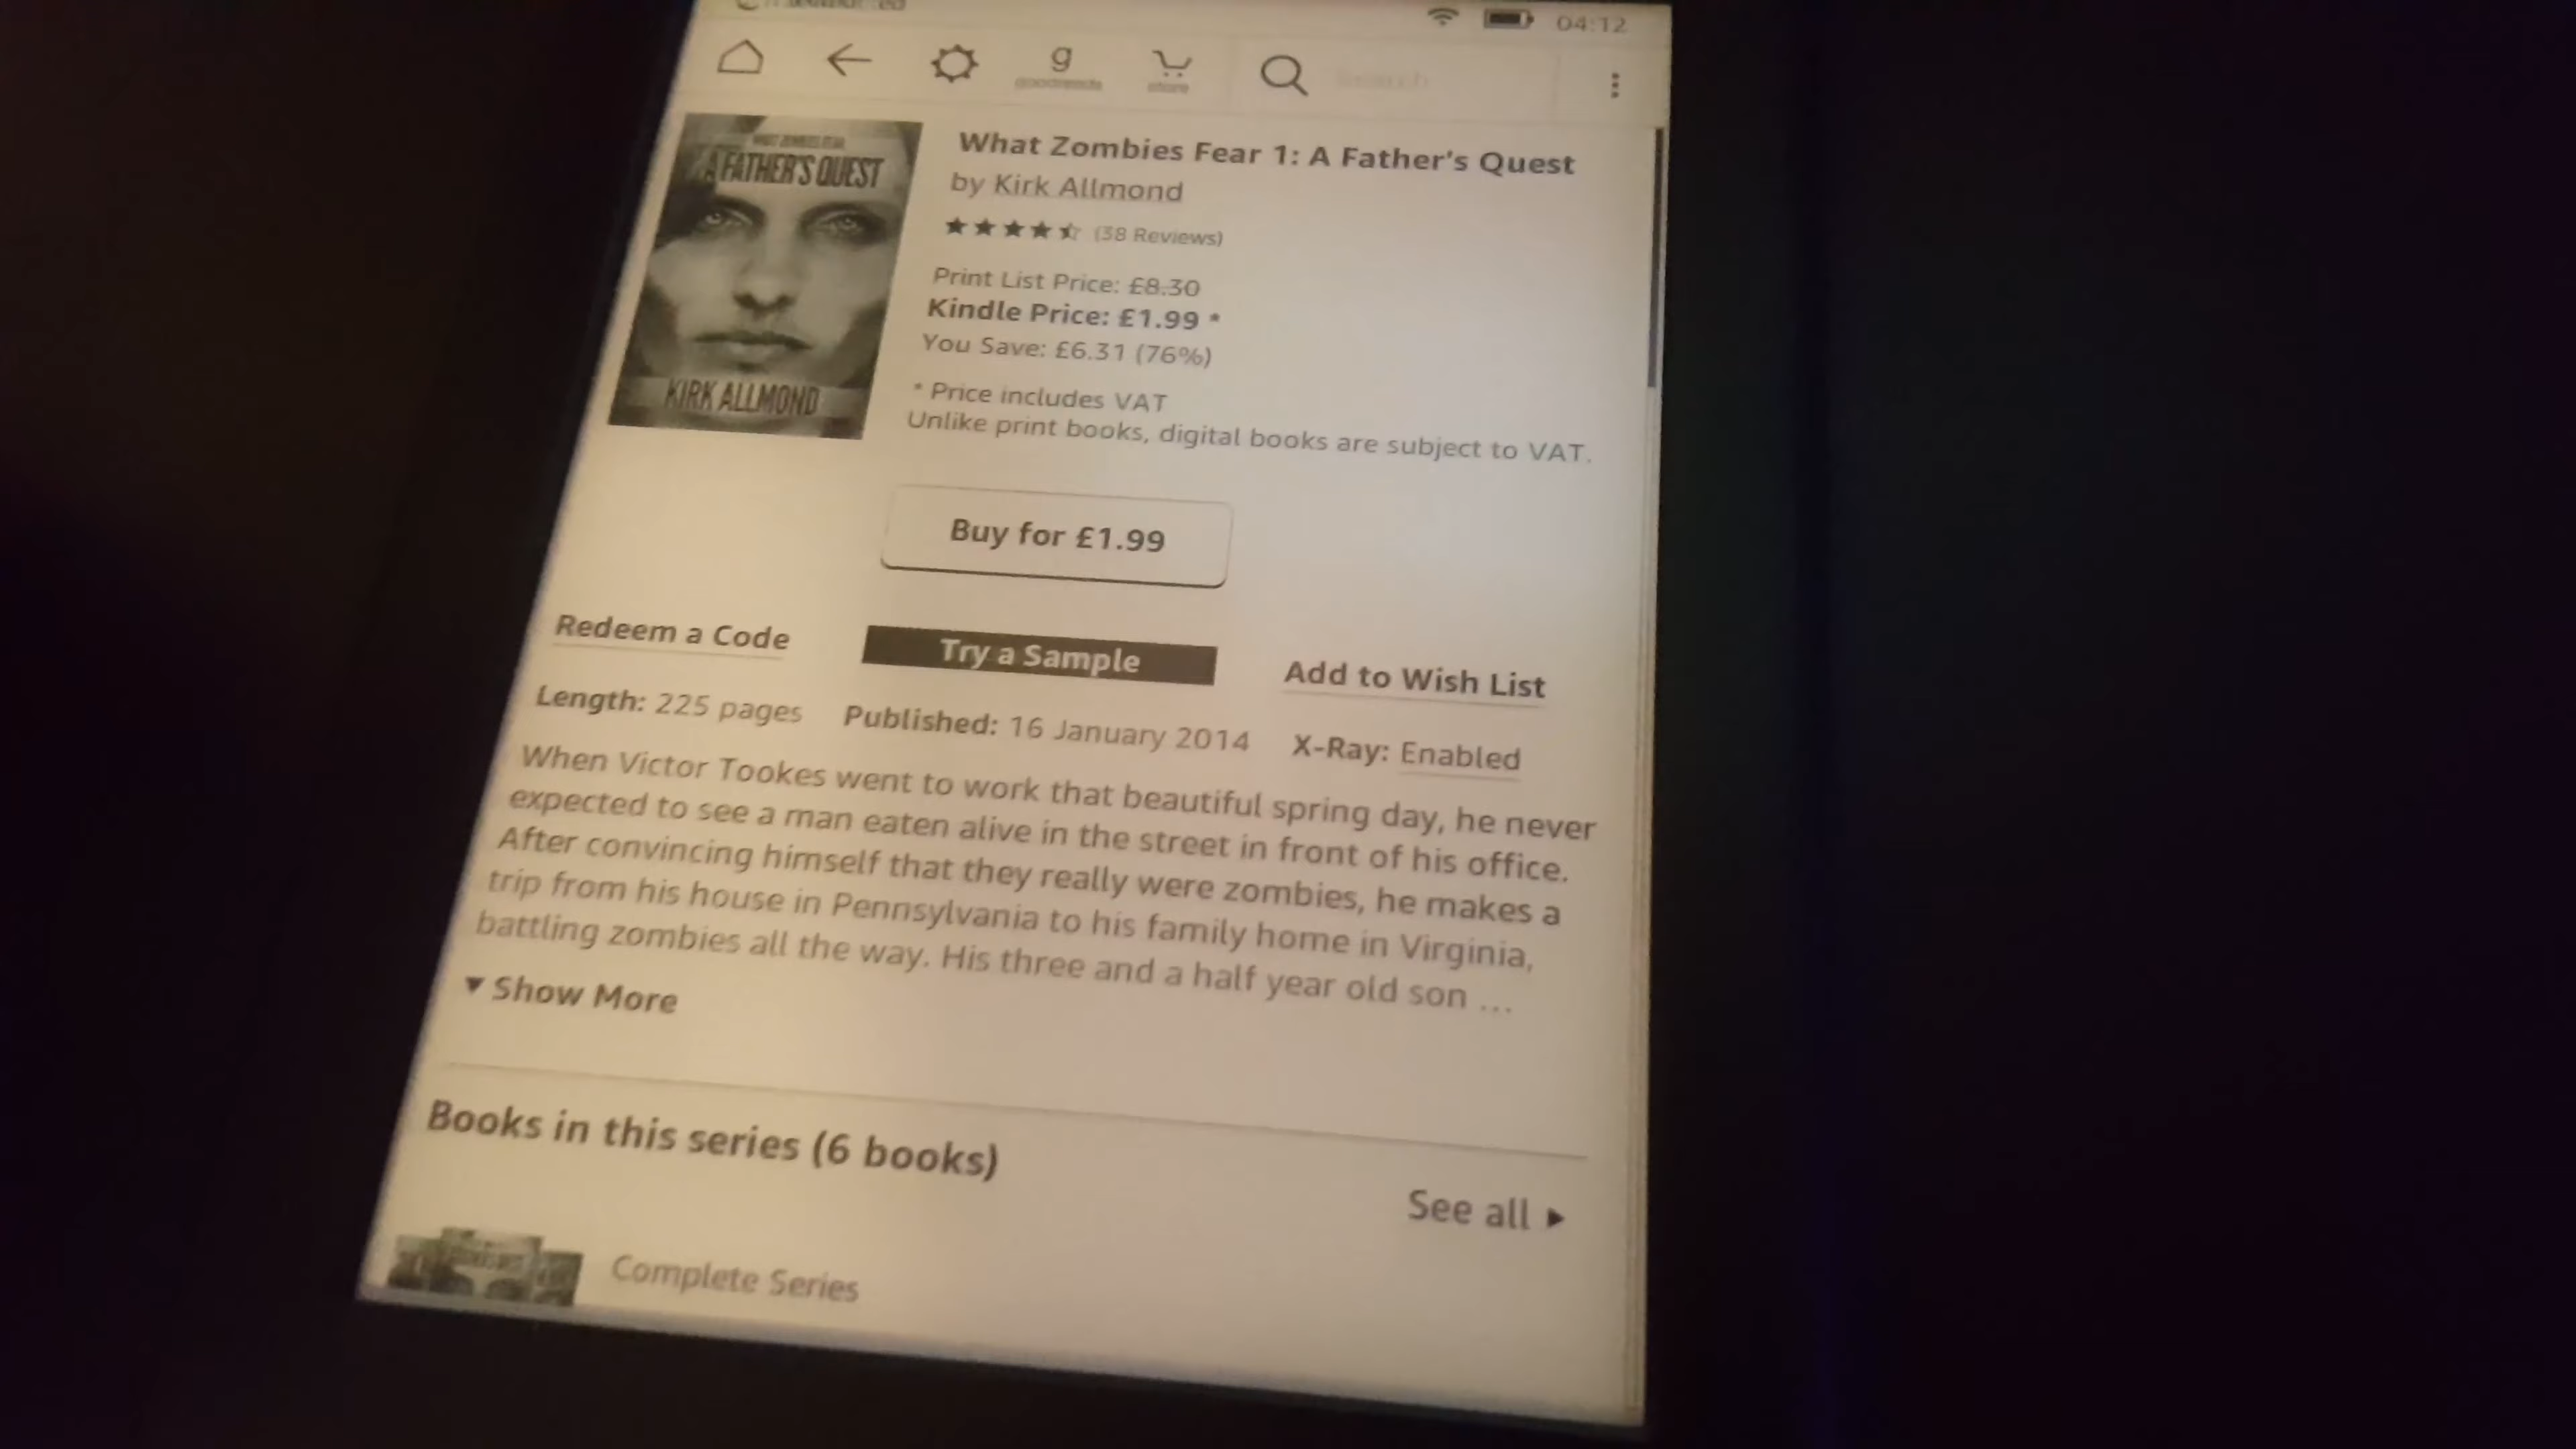 04:12
g
goodreads
store
Search
WHAT ZOMBIES FEAR
A FATHER'S QUEST
KIRK ALLMOND
What Zombies Fear 1: A Father's Quest
by Kirk Allmond
(38 Reviews)
Print List Price: £8.30
Kindle Price: £1.99 *
You Save: £6.31 (76%)
* Price includes VAT
Unlike print books, digital books are subject to VAT.
Buy for £1.99
Redeem a Code
Try a Sample
Add to Wish List
Length: 225 pages Published: 16 January 2014 X-Ray: Enabled
When Victor Tookes went to work that beautiful spring day, he never
expected to see a man eaten alive in the street in front of his office.
After convincing himself that they really were zombies, he makes a
trip from his house in Pennsylvania to his family home in Virginia,
battling zombies all the way. His three and a half year old son ...
▼ Show More
Books in this series (6 books)
See all ▶
Complete Series